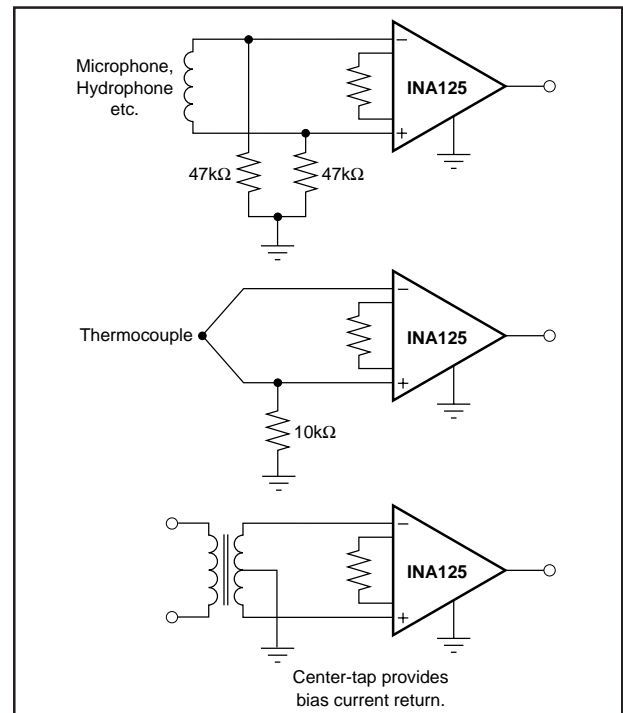 Microphone,
Hydrophone
etc.
−
INA125
+
47kΩ
47kΩ
−
Thermocouple
INA125
+
10kΩ
−
INA125
+
Center-tap provides
bias current return.